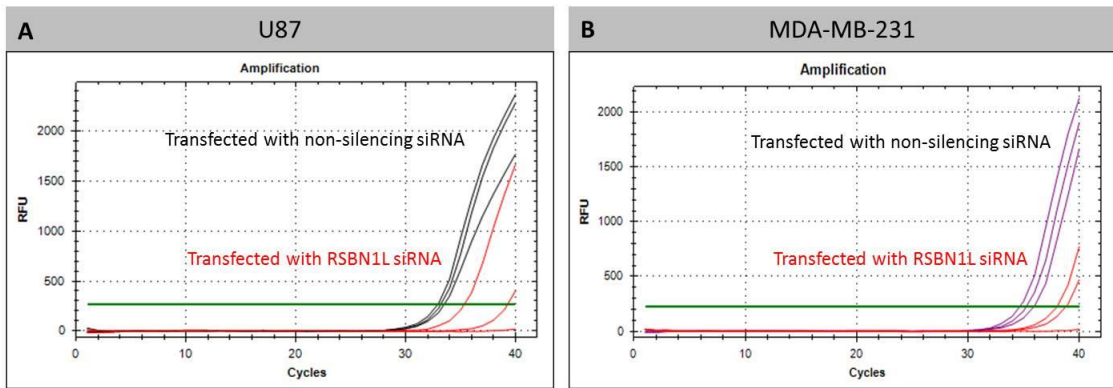 A U87
Amplification
2000
Transfected with non-silencing siRNA
1500
RFU
1000
Transfected with RSBN1L siRNA
500
0
0 10 20 30 40
Cycles
B MDA-MB-231
Amplification
2000
Transfected with non-silencing siRNA
1500
RFU
1000
Transfected with RSBN1L siRNA
500
0
0 10 20 30 40
Cycles